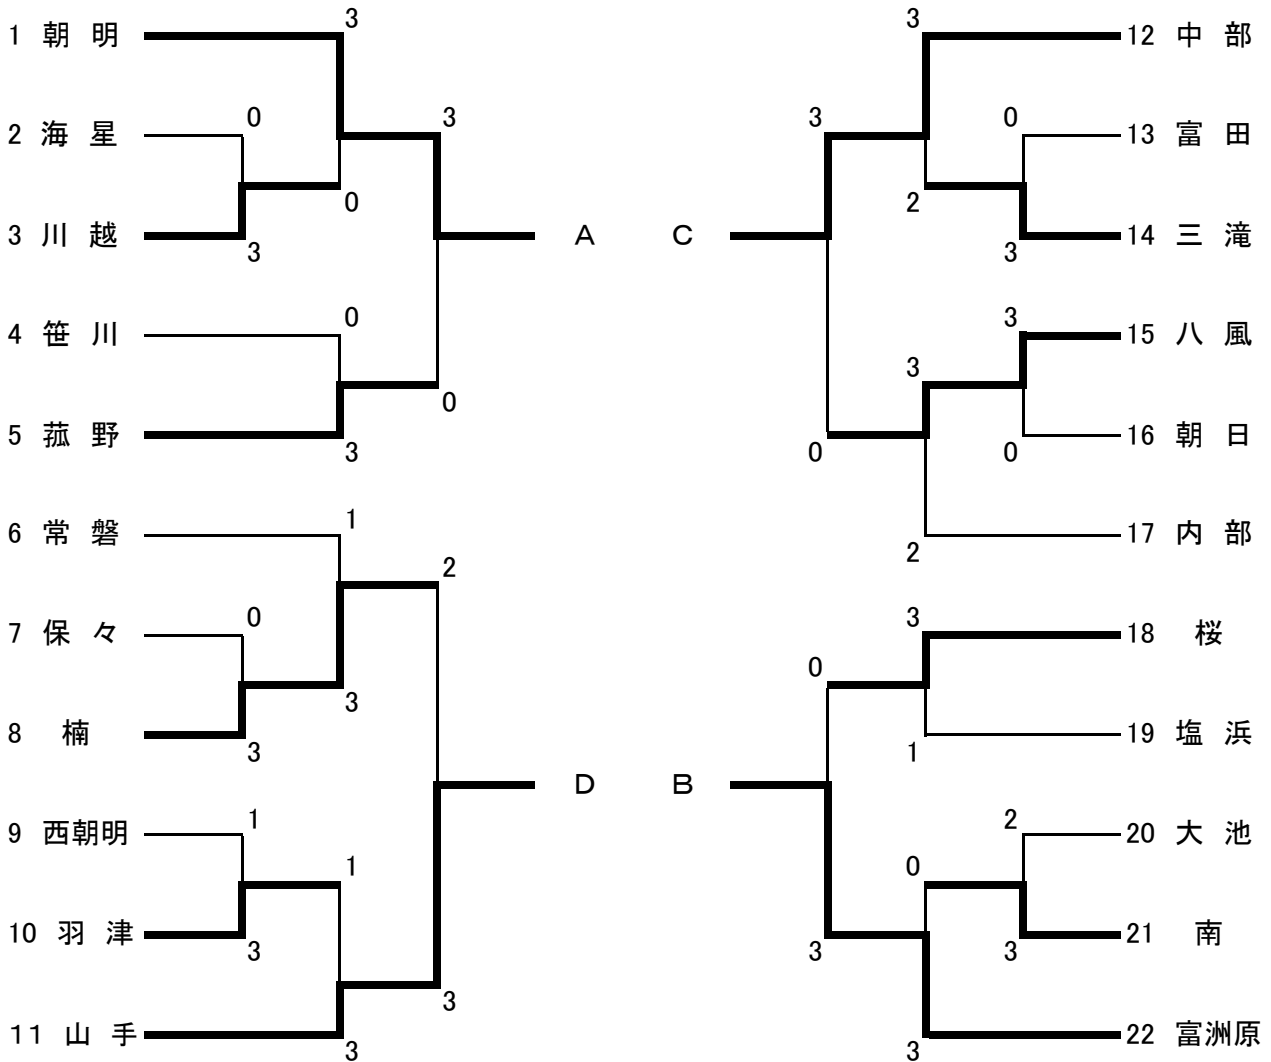 3
1 朝 明
0
3
2 海 星
0
3 川 越
3
A
0
4 笹 川
0
5 菰 野
3
1
6 常 磐
2
0
7 保 々
3
8 楠
3
D
1
9 西朝明
1
10 羽 津
3
3
11 山 手
3
3
12 中 部
3
0
13 富 田
2
C
14 三 滝
3
3
15 八 風
3
16 朝 日
0
0
17 内 部
2
3
18 桜
0
19 塩 浜
1
B
2
20 大 池
0
21 南
3
3
22 富洲原
3